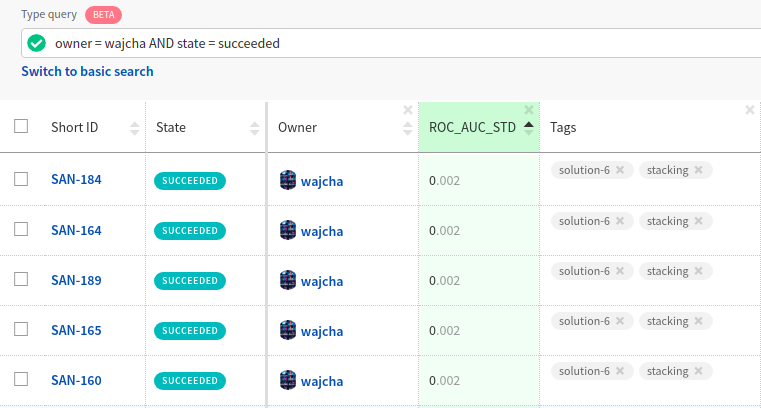 Type query BETA
owner = wajcha AND state = succeeded
Switch to basic search
Short ID State Owner ROC_AUC_STD Tags
SAN-184 SUCCEEDED wajcha 0.002 solution-6 stacking
SAN-164 SUCCEEDED wajcha 0.002 solution-6 stacking
SAN-189 SUCCEEDED wajcha 0.002 solution-6 stacking
SAN-165 SUCCEEDED wajcha 0.002 solution-6 stacking
SAN-160 SUCCEEDED wajcha 0.002 solution-6 stacking